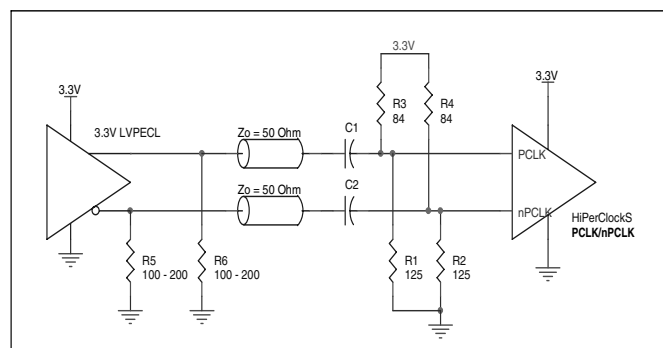 3.3V
3.3V
3.3V
R3
84
R4
84
3.3V LVPECL
Zo = 50 Ohm
C1
PCLK
Zo = 50 Ohm
C2
nPCLK
HiPerClockS
PCLK/nPCLK
R5
100 - 200
R6
100 - 200
R1
125
R2
125